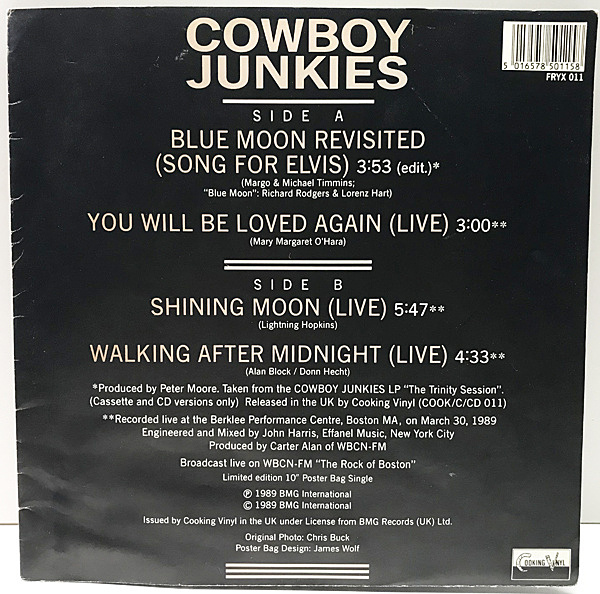 COWBOY
JUNKIES
5 016578 501158
FRYX 011
SIDE A
BLUE MOON REVISITED
(SONG FOR ELVIS) 3:53 (edit.)*
(Margo & Michael Timmins;
"Blue Moon": Richard Rodgers & Lorenz Hart)
YOU WILL BE LOVED AGAIN (LIVE) 3:00**
(Mary Margaret O'Hara)
SIDE B
SHINING MOON (LIVE) 5:47**
(Lightning Hopkins)
WALKING AFTER MIDNIGHT (LIVE) 4:33**
(Alan Block / Donn Hecht)
*Produced by Peter Moore. Taken from the COWBOY JUNKIES LP "The Trinity Session".
(Cassette and CD versions only) Released in the UK by Cooking Vinyl (COOK/C/CD 011)
**Recorded live at the Berklee Performance Centre, Boston MA, on March 30, 1989
Engineered and Mixed by John Harris, Effanel Music, New York City
Produced by Carter Alan of WBCN-FM
Broadcast live on WBCN-FM "The Rock of Boston"
Limited edition 10" Poster Bag Single
℗ 1989 BMG International
© 1989 BMG International
Issued by Cooking Vinyl in the UK under License from BMG Records (UK) Ltd.
Original Photo: Chris Buck
Poster Bag Design: James Wolf
COOKING VINYL